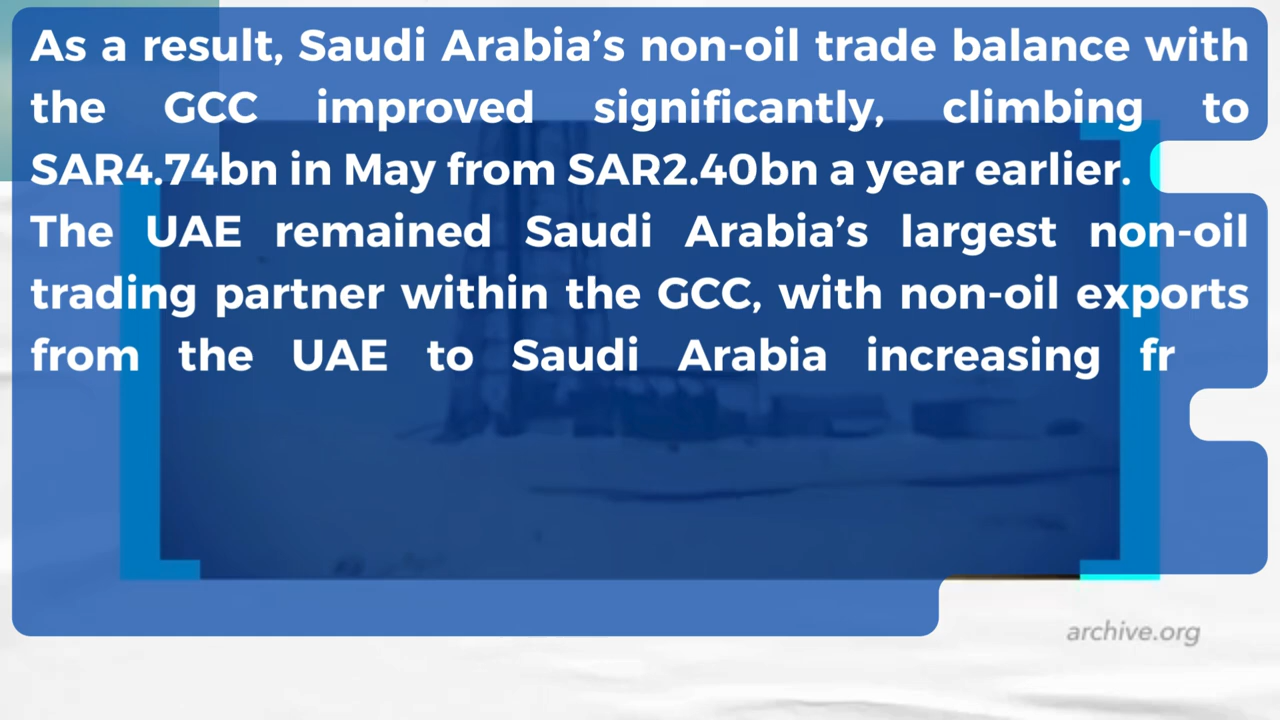 As a result, Saudi Arabia’s non-oil trade balance with
the GCC improved significantly, climbing to
SAR4.74bn in May from SAR2.40bn a year earlier.
The UAE remained Saudi Arabia’s largest non-oil
trading partner within the GCC, with non-oil exports
from the UAE to Saudi Arabia increasing fr
archive.org